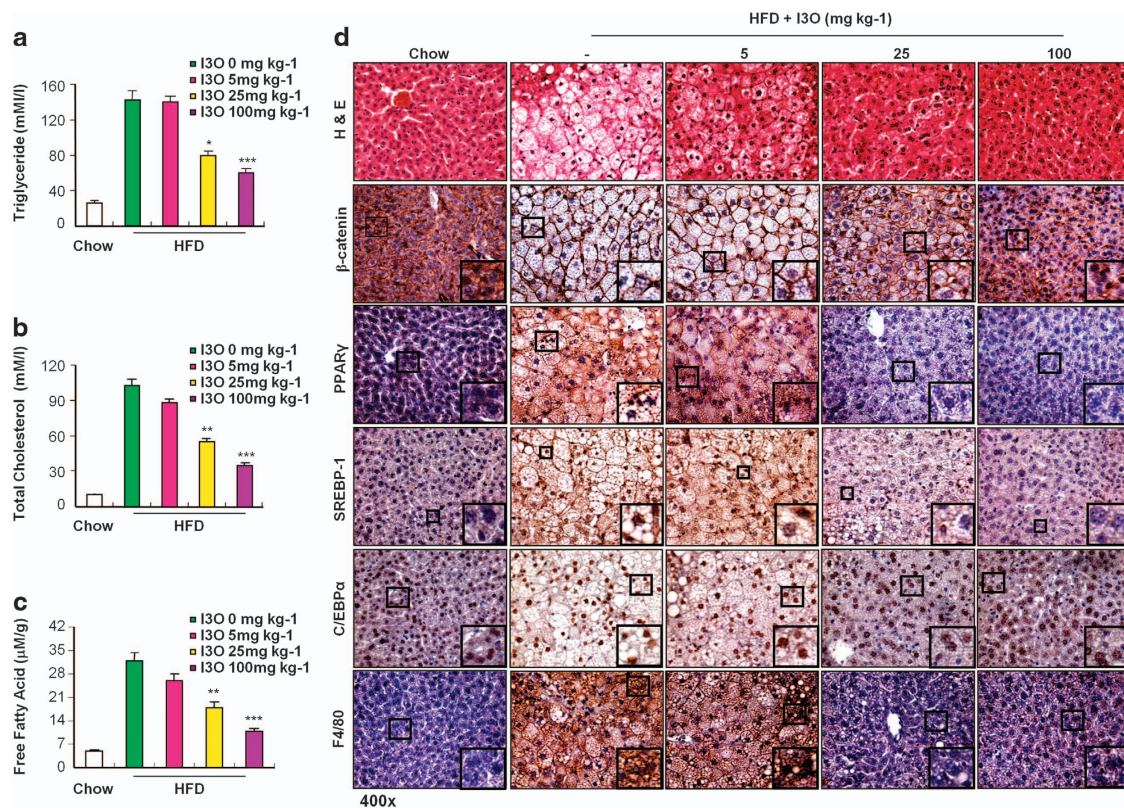 a
I3O 0 mg kg-1
I3O 5mg kg-1
I3O 25mg kg-1
I3O 100mg kg-1
Triglyceride (mMl/l)
160
120
80
40
0
*
***
Chow
HFD
b
I3O 0 mg kg-1
I3O 5mg kg-1
I3O 25mg kg-1
I3O 100mg kg-1
Total Cholesterol (mM/l)
120
90
60
30
0
**
***
Chow
HFD
c
I3O 0 mg kg-1
I3O 5mg kg-1
I3O 25mg kg-1
I3O 100mg kg-1
Free Fatty Acid (µM/g)
42
35
28
21
14
7
0
**
***
Chow
HFD
d
HFD + I3O (mg kg-1)
Chow - 5 25 100
H & E
β-catenin
PPARγ
SREBP-1
C/EBPα
F4/80
400x